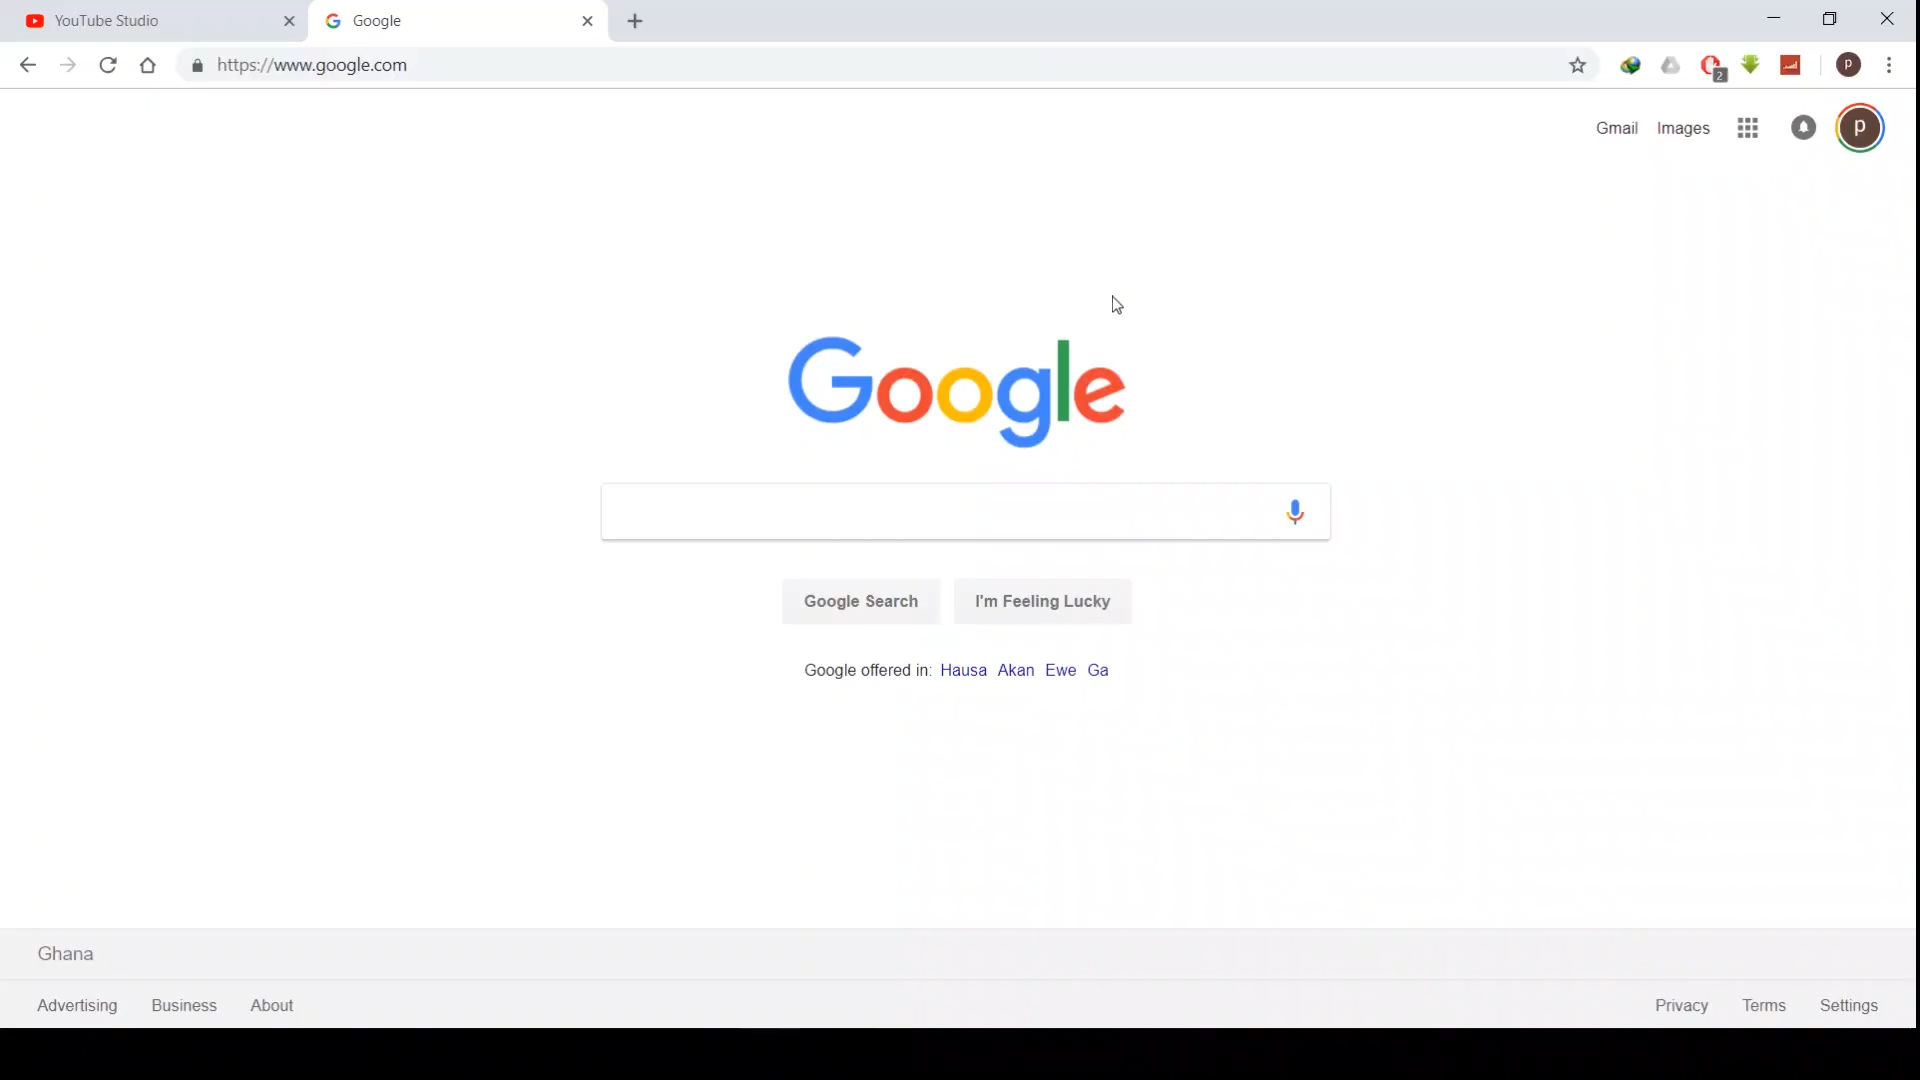 YouTube Studio
Google
https://www.google.com
2
p
Gmail Images
p
Google
Google Search I'm Feeling Lucky
Google offered in: Hausa Akan Ewe Ga
Ghana
Advertising Business About Privacy Terms Settings